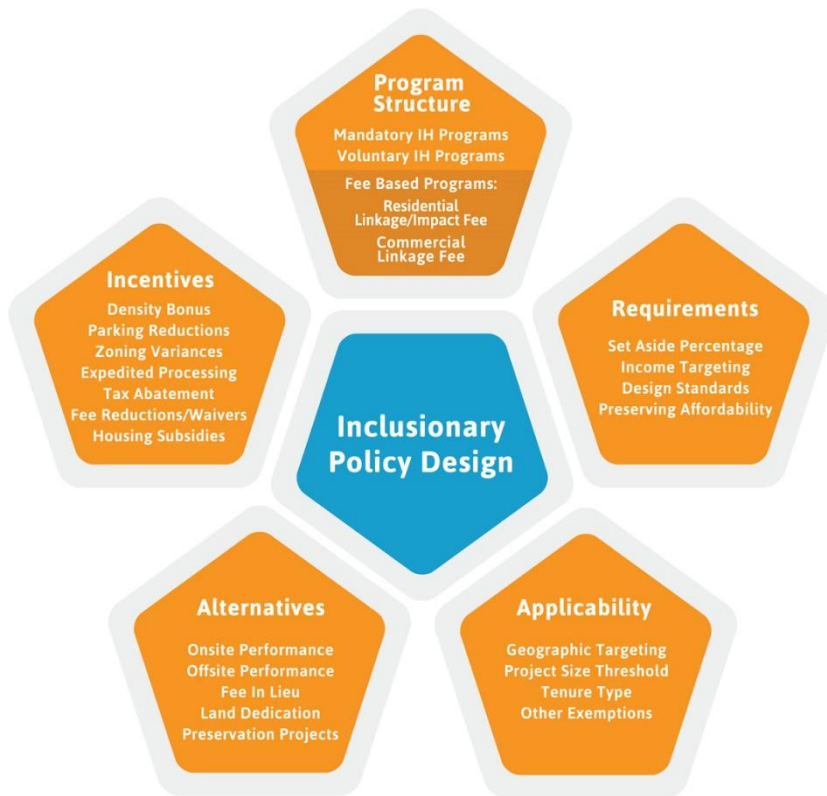 Program
Structure
Mandatory IH Programs
Voluntary IH Programs
Fee Based Programs:
Residential
Linkage/Impact Fee
Commercial
Linkage Fee
Incentives
Density Bonus
Parking Reductions
Zoning Variances
Expedited Processing
Tax Abatement
Fee Reductions/Waivers
Housing Subsidies
Requirements
Set Aside Percentage
Income Targeting
Design Standards
Preserving Affordability
Inclusionary
Policy Design
Alternatives
Onsite Performance
Offsite Performance
Fee In Lieu
Land Dedication
Preservation Projects
Applicability
Geographic Targeting
Project Size Threshold
Tenure Type
Other Exemptions